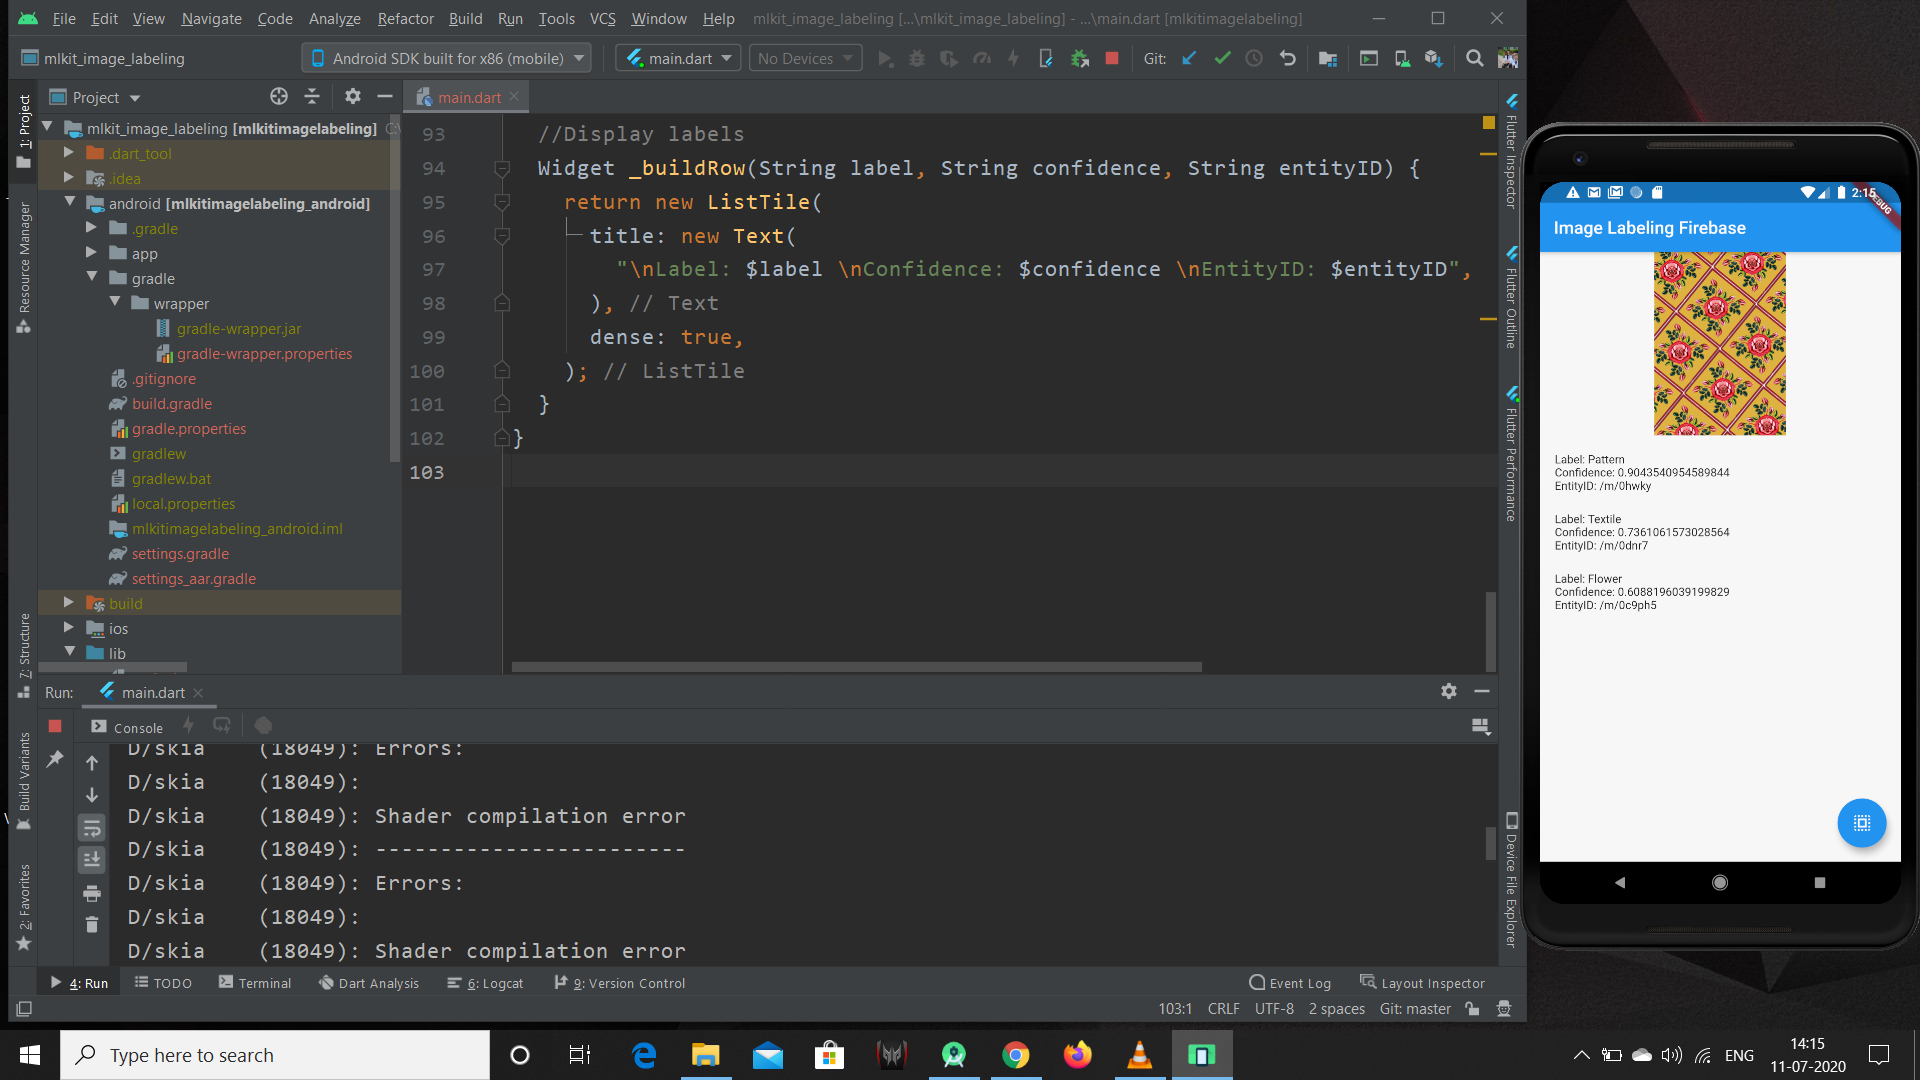 File Edit View Navigate Code Analyze Refactor Build Run Tools VCS Window Help mlkit_image_labeling [...\mlkit_image_labeling] - ...\main.dart [mlkitimagelabeling]
mlkit_image_labeling Android SDK built for x86 (mobile) main.dart No Devices Git:
1: Project
Resource Manager
7: Structure
Build Variants
2: Favorites
Project
mlkit_image_labeling [mlkitimagelabeling]
.dart_tool
.idea
android [mlkitimagelabeling_android]
.gradle
app
gradle
wrapper
gradle-wrapper.jar
gradle-wrapper.properties
.gitignore
build.gradle
gradle.properties
gradlew
gradlew.bat
local.properties
mlkitimagelabeling_android.iml
settings.gradle
settings_aar.gradle
build
ios
lib
main.dart
93 //Display labels
94 Widget _buildRow(String label, String confidence, String entityID) {
95 return new ListTile(
96 title: new Text(
97 "\nLabel: $label \nConfidence: $confidence \nEntityID: $entityID",
98 ), // Text
99 dense: true,
100 ); // ListTile
101 }
102 }
103
Flutter Inspector
Flutter Outline
Flutter Performance
Device File Explorer
Run: main.dart
Console
D/skia (18049): Errors:
D/skia (18049):
D/skia (18049): Shader compilation error
D/skia (18049): ------------------------
D/skia (18049): Errors:
D/skia (18049):
D/skia (18049): Shader compilation error
4: Run TODO Terminal Dart Analysis 6: Logcat 9: Version Control Event Log Layout Inspector
103:1 CRLF UTF-8 2 spaces Git: master
2:15
DEBUG
Image Labeling Firebase
Label: Pattern
Confidence: 0.9043540954589844
EntityID: /m/0hwky
Label: Textile
Confidence: 0.7361061573028564
EntityID: /m/0dnr7
Label: Flower
Confidence: 0.6088196039199829
EntityID: /m/0c9ph5
Type here to search
ENG
14:15
11-07-2020